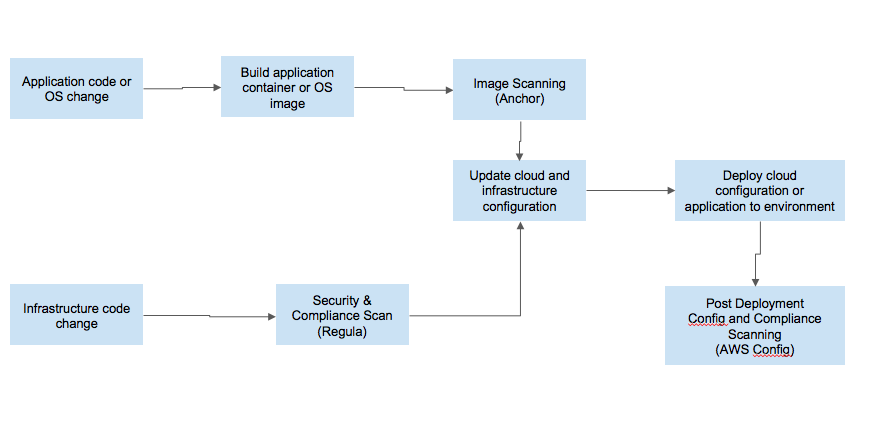 Application code or
OS change
Build application
container or OS
image
Image Scanning
(Anchor)
Update cloud and
infrastructure
configuration
Deploy cloud
configuration or
application to environment
Infrastructure code
change
Security &
Compliance Scan
(Regula)
Post Deployment
Config and Compliance
Scanning
(AWS Config)